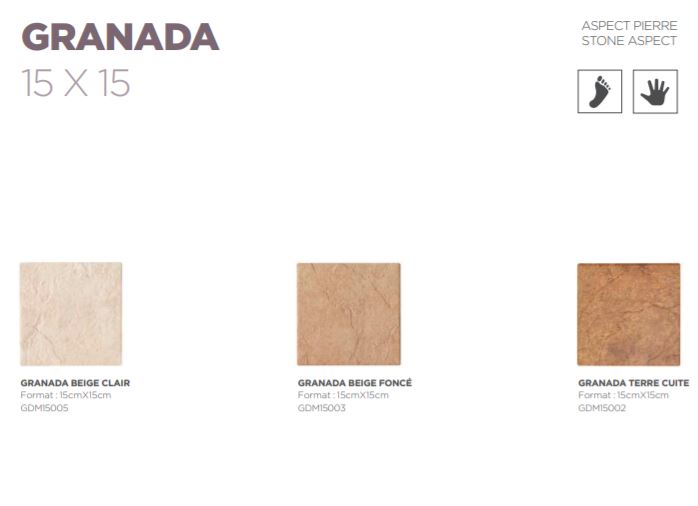 GRANADA
15 X 15
ASPECT PIERRE
STONE ASPECT
GRANADA BEIGE CLAIR
Format : 15cmX15cm
GDM15005
GRANADA BEIGE FONCÉ
Format : 15cmX15cm
GDM15003
GRANADA TERRE CUITE
Format : 15cmX15cm
GDM15002